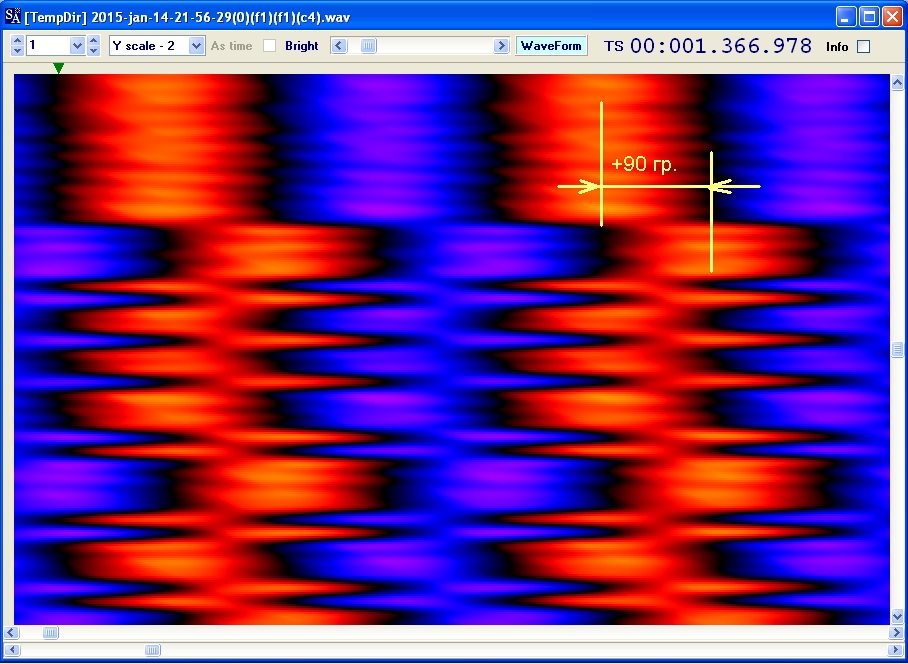 SA [TempDir] 2015-jan-14-21-56-29(0)(f1)(f1)(c4).wav
1 Y scale - 2 As time Bright WaveForm TS 00:001.366.978 Info
+90 гр.